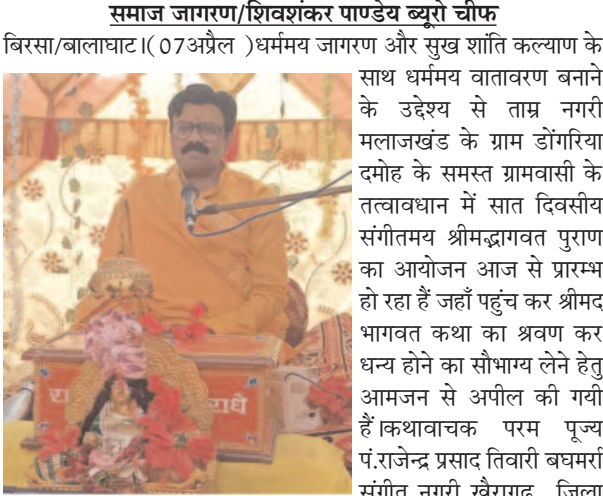 समाज जागरण/शिवशंकर पाण्डेय ब्यूरो चीफ
बिरसा/बालाघाट।(07अप्रैल )धर्ममय जागरण और सुख शांति कल्याण के
साथ धर्ममय वातावरण बनाने
के उद्देश्य से ताम्र नगरी
मलाजखंड के ग्राम डोंगरिया
दमोह के समस्त ग्रामवासी के
तत्वावधान में सात दिवसीय
संगीतमय श्रीमद्भागवत पुराण
का आयोजन आज से प्रारम्भ
हो रहा हैं जहाँ पहुंच कर श्रीमद
भागवत कथा का श्रवण कर
धन्य होने का सौभाग्य लेने हेतु
आमजन से अपील की गयी
हैं।कथावाचक परम पूज्य
पं.राजेन्द्र प्रसाद तिवारी बघमर्रा
संगीत नगरी खैरागढ़ जिला
राधे